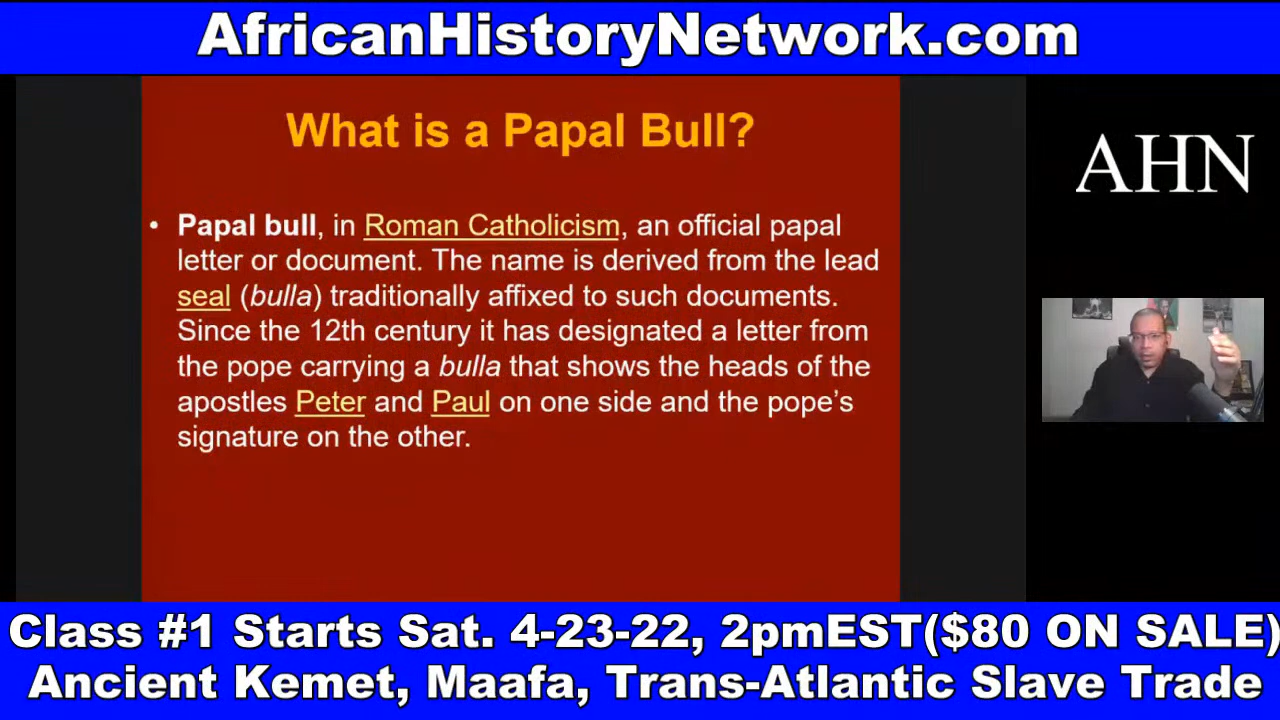 AfricanHistoryNetwork.com
What is a Papal Bull?
• Papal bull, in Roman Catholicism, an official papal
letter or document. The name is derived from the lead
seal (bulla) traditionally affixed to such documents.
Since the 12th century it has designated a letter from
the pope carrying a bulla that shows the heads of the
apostles Peter and Paul on one side and the pope's
signature on the other.
AHN
Class #1 Starts Sat. 4-23-22, 2pmEST($80 ON SALE)
Ancient Kemet, Maafa, Trans-Atlantic Slave Trade